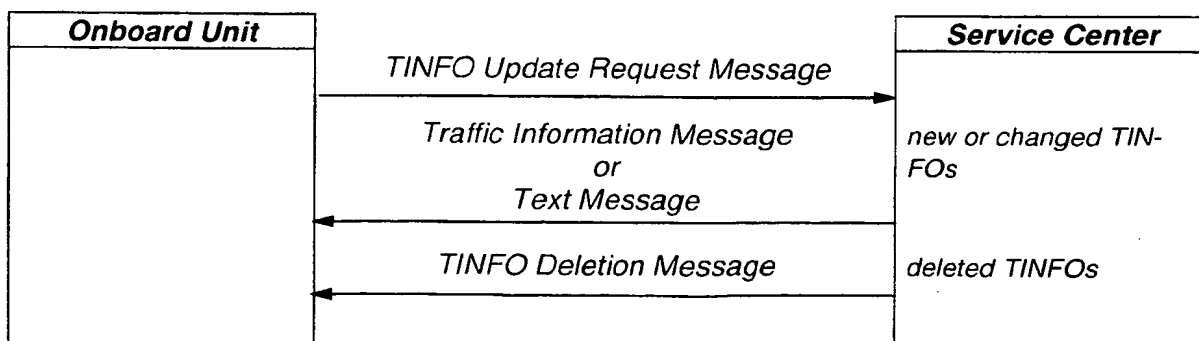 Onboard Unit
Service Center
TINFO Update Request Message
Traffic Information Message
or
Text Message
new or changed TIN-
FOs
TINFO Deletion Message
deleted TINFOs